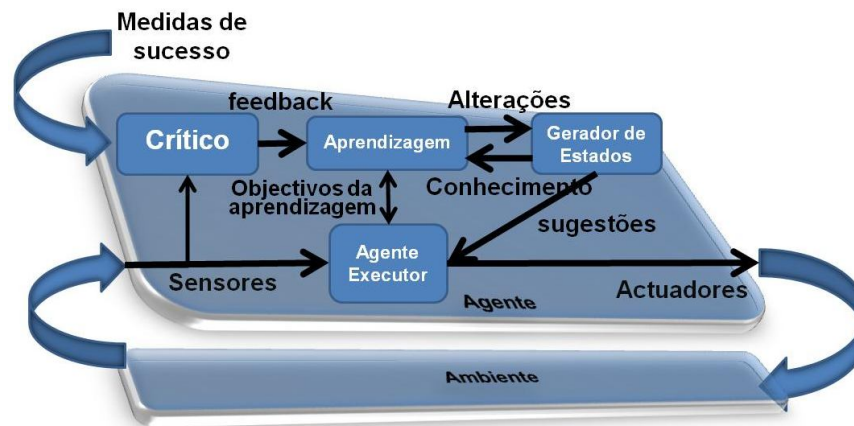 Medidas de
sucesso
feedback
Alterações
Crítico
Aprendizagem
Gerador de
Estados
Objectivos da
aprendizagem
Conhecimento
sugestões
Agente
Executor
Sensores
Actuadores
Agente
Ambiente